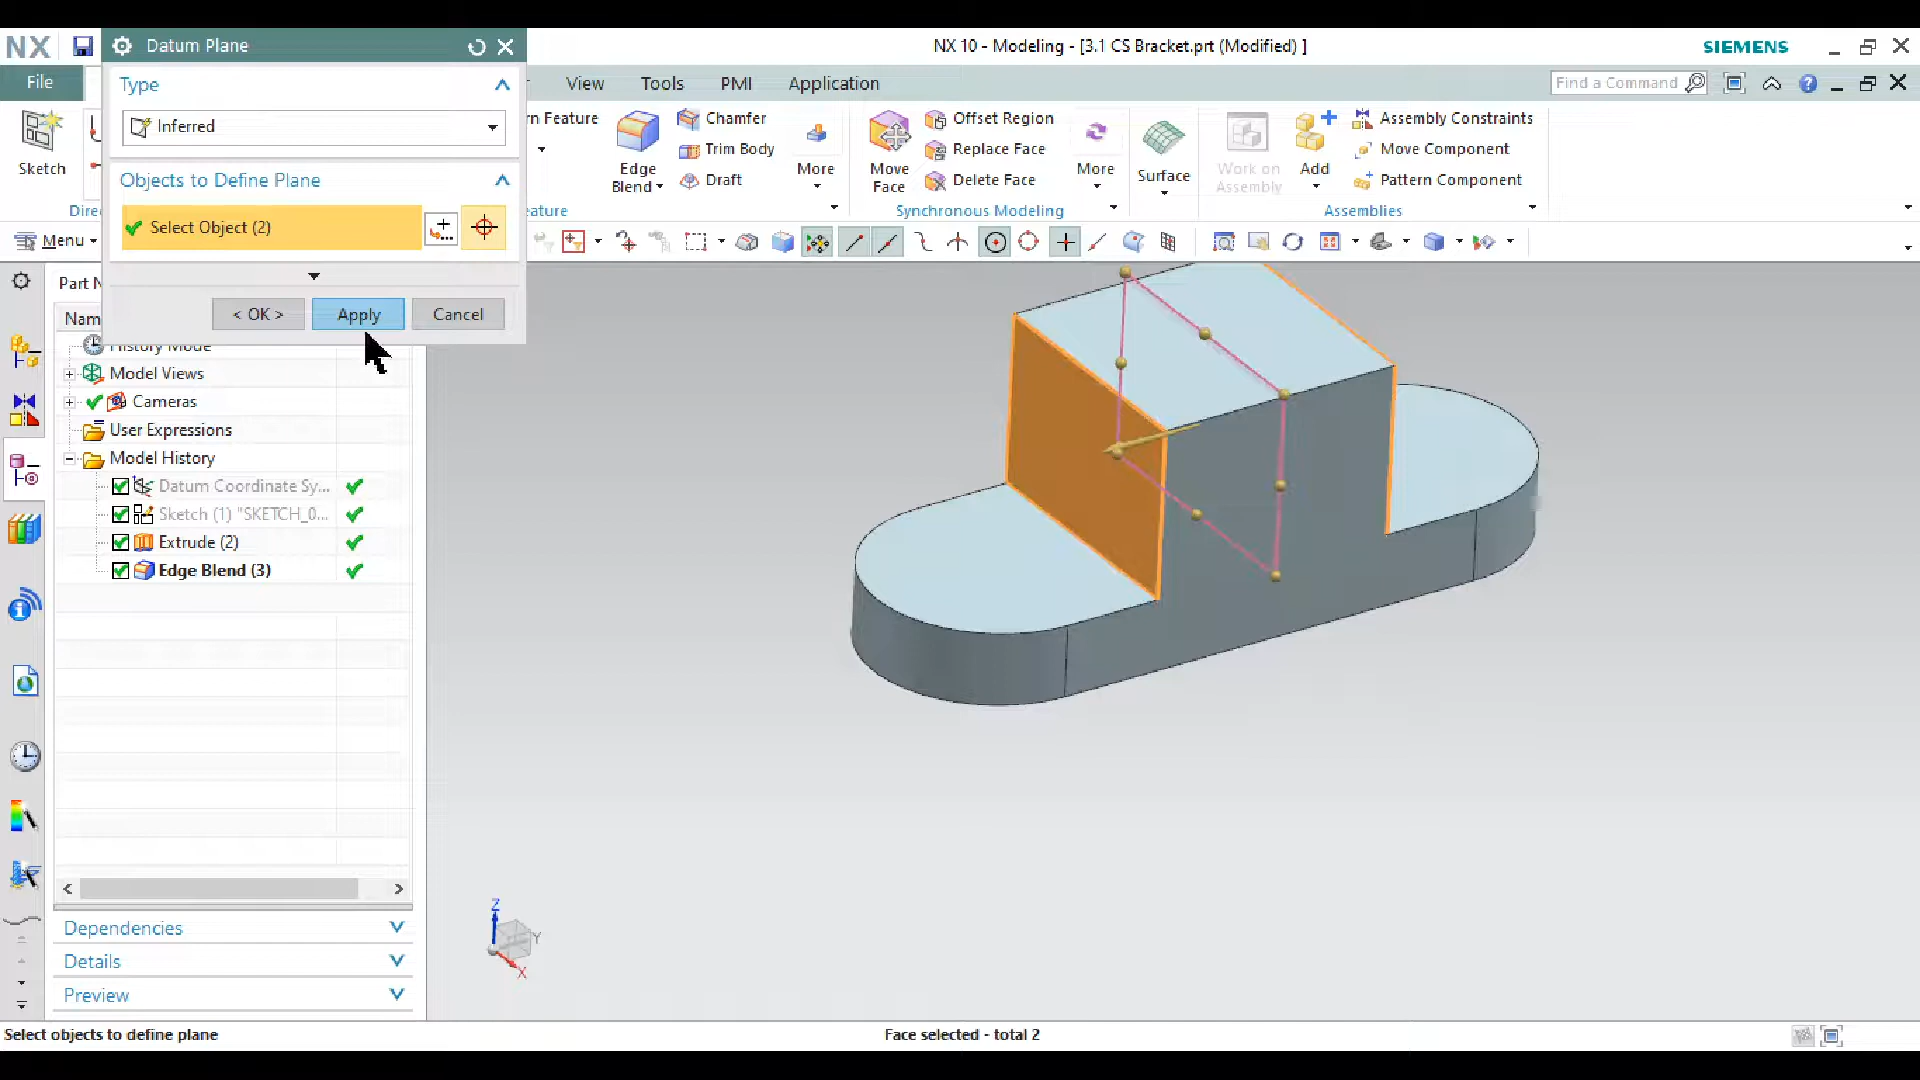 NX
Datum Plane
NX 10 - Modeling - [3.1 CS Bracket.prt (Modified) ]
SIEMENS
File
View
Tools
PMI
Application
Find a Command
Type
Inferred
Sketch
rn Feature
Edge Blend
Chamfer
Trim Body
Draft
More
Move Face
Offset Region
Replace Face
Delete Face
More
Surface
Work on Assembly
Add
Assembly Constraints
Move Component
Pattern Component
Objects to Define Plane
Direc
eature
Synchronous Modeling
Assemblies
Select Object (2)
Menu
Part N
< OK >
Apply
Cancel
Nam
History Mode
Model Views
Cameras
User Expressions
Model History
Datum Coordinate Sy...
Sketch (1) "SKETCH_0...
Extrude (2)
Edge Blend (3)
Z
Y
X
Dependencies
Details
Preview
Select objects to define plane
Face selected - total 2